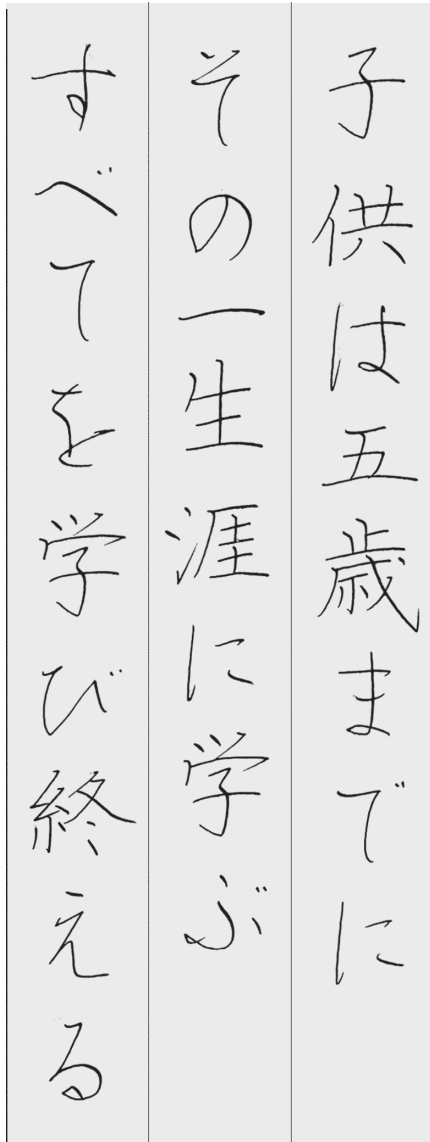 子供は五歳までに
その一生涯に学ぶ
すべてを学び終える